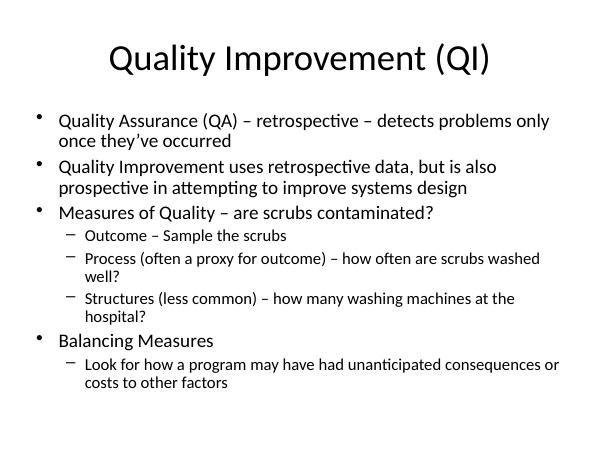 Quality Improvement (QI)
• Quality Assurance (QA) – retrospective – detects problems only
once they’ve occurred
• Quality Improvement uses retrospective data, but is also
prospective in attempting to improve systems design
• Measures of Quality – are scrubs contaminated?
– Outcome – Sample the scrubs
– Process (often a proxy for outcome) – how often are scrubs washed
well?
– Structures (less common) – how many washing machines at the
hospital?
• Balancing Measures
– Look for how a program may have had unanticipated consequences or
costs to other factors